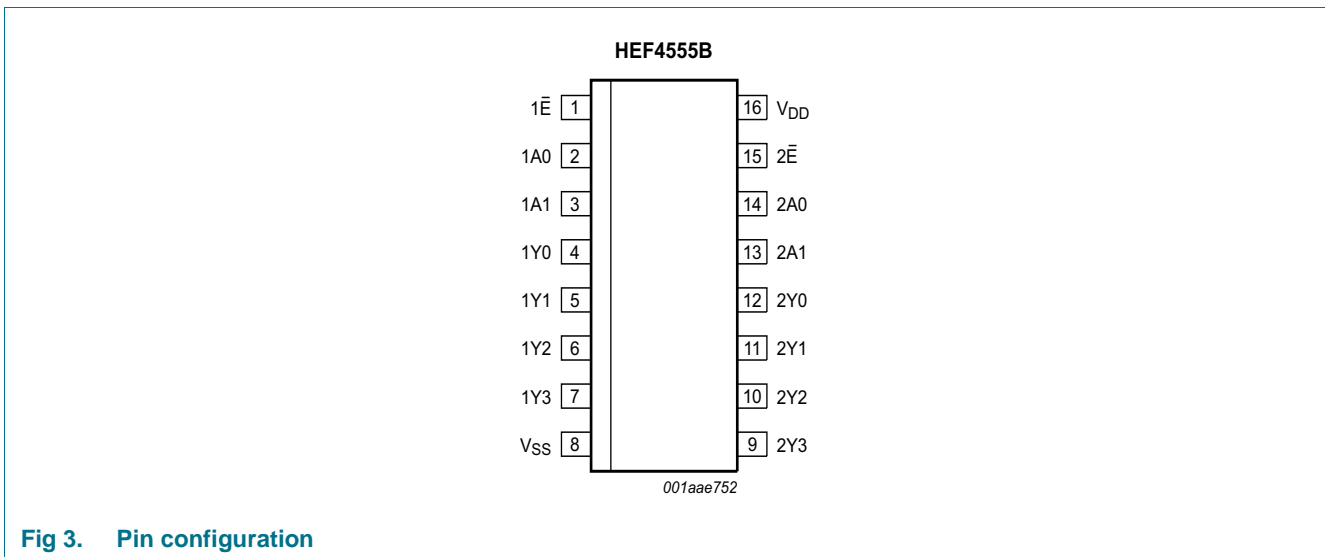 HEF4555B
1Ē 1 16 VDD
1A0 2 15 2Ē
1A1 3 14 2A0
1Y0 4 13 2A1
1Y1 5 12 2Y0
1Y2 6 11 2Y1
1Y3 7 10 2Y2
VSS 8 9 2Y3
001aae752
Fig 3. Pin configuration